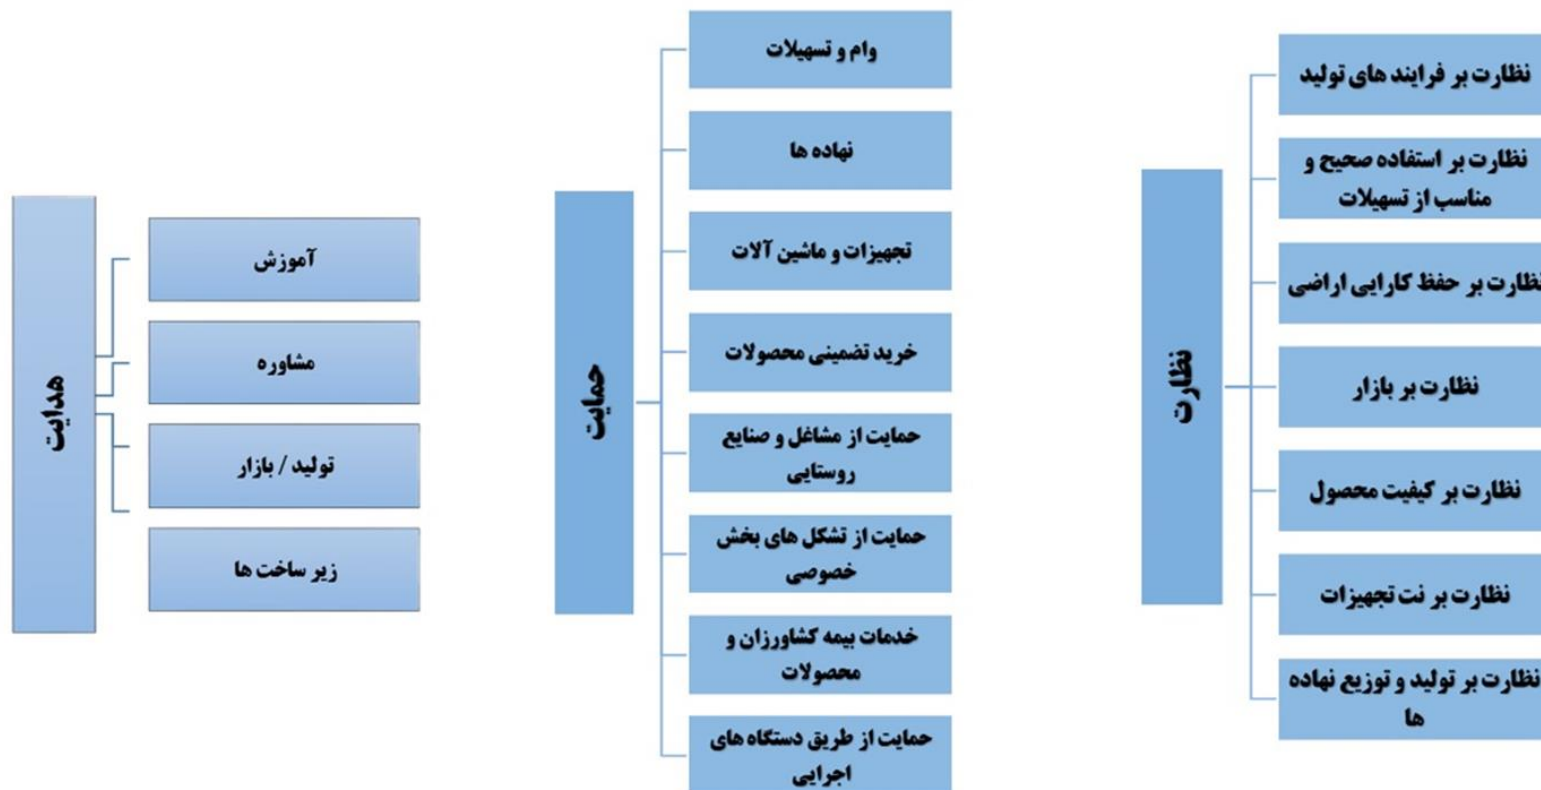 نظارت
نظارت بر فرایند های تولید
نظارت بر استفاده صحیح و
مناسب از تسهیلات
نظارت بر حفظ کارایی اراضی
نظارت بر بازار
نظارت بر کیفیت محصول
نظارت بر نت تجهیزات
نظارت بر تولید و توزیع نهاده
ها
حمایت
وام و تسهیلات
نهاده ها
تجهیزات و ماشین آلات
خرید تضمینی محصولات
حمایت از مشاغل و صنایع
روستایی
حمایت از تشکل های بخش
خصوصی
خدمات بیمه کشاورزان و
محصولات
حمایت از طریق دستگاه های
اجرایی
هدایت
آموزش
مشاوره
تولید / بازار
زیر ساخت ها